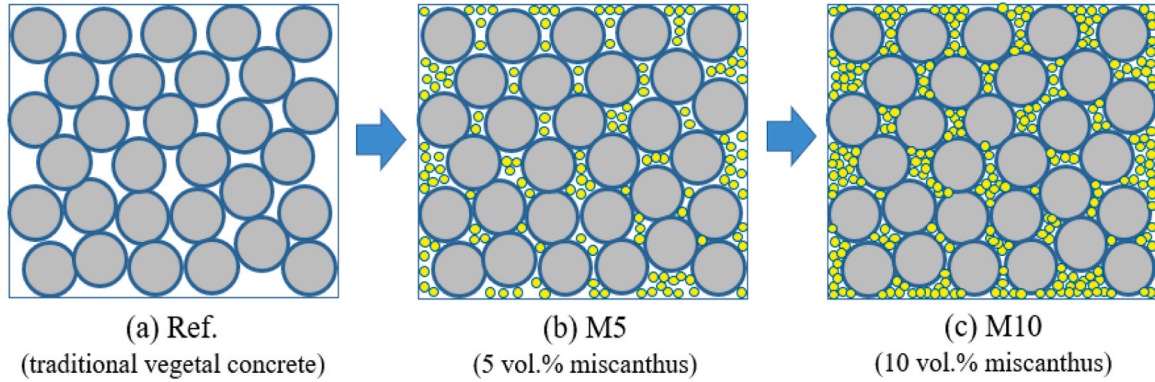 (a) Ref.
(traditional vegetal concrete)
(b) M5
(5 vol.% miscanthus)
(c) M10
(10 vol.% miscanthus)